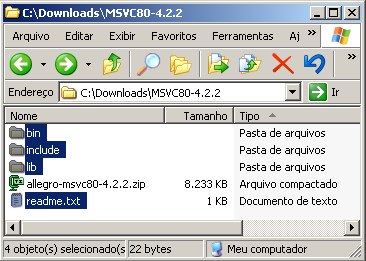 C:\Downloads\MSVC80-4.2.2
Arquivo Editar Exibir Favoritos Ferramentas Aj »
»
Endereço C:\Downloads\MSVC80-4.2.2 Ir
Nome Tamanho Tipo
bin Pasta de arquivos
include Pasta de arquivos
lib Pasta de arquivos
allegro-msvc80-4.2.2.zip 8.233 KB Arquivo compactado
readme.txt 1 KB Documento de texto
4 objeto(s) selecionado(s 22 bytes Meu computador